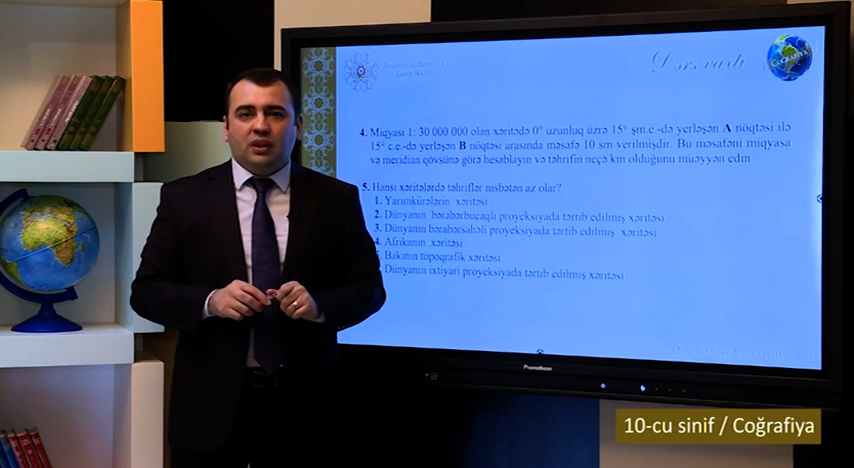 Dərs vaxtı
COĞRAFİYA
4. Miqyası 1: 30 000 000 olan xəritədə 0° uzunluq üzrə 15° şm.e.-də yerləşən A nöqtəsi ilə
15° c.e.-də yerləşən B nöqtəsi arasında məsafə 10 sm verilmişdir. Bu məsafəni miqyasa
və meridian qövsünə görə hesablayın və təhrifin neçə km olduğunu müəyyən edin.
5. Hansı xəritələrdə təhriflər nisbətən az olar?
1. Yarımkürələrin xəritəsi
2. Dünyanın bərabərbucaqlı proyeksiyada tərtib edilmiş xəritəsi
3. Dünyanın bərabərsahəli proyeksiyada tərtib edilmiş xəritəsi
4. Afrikanın xəritəsi
Bakının topoqrafik xəritəsi
Dünyanın ixtiyari proyeksiyada tərtib edilmiş xəritəsi
Promethean
10-cu sinif / Coğrafiya